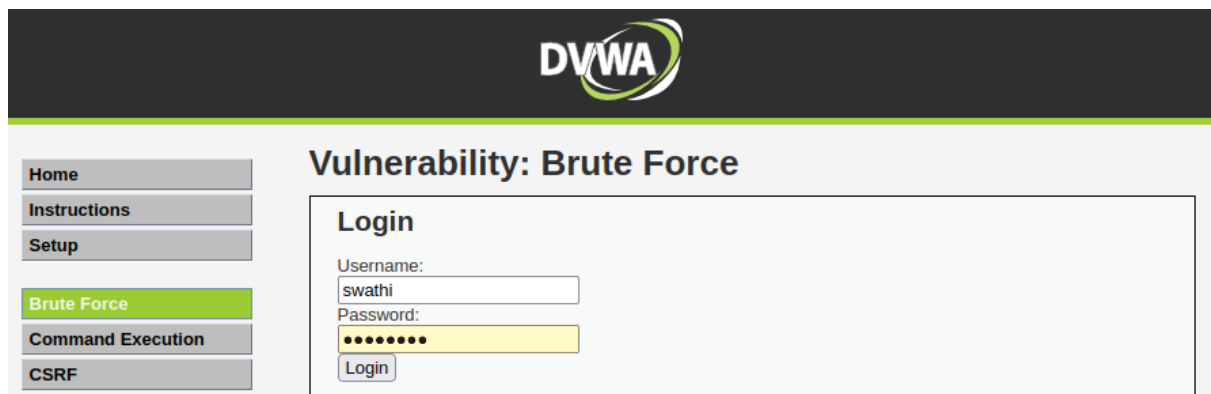 DVWA
Home
Instructions
Setup
Brute Force
Command Execution
CSRF
Vulnerability: Brute Force
Login
Username:
swathi
Password:
••••••••
Login